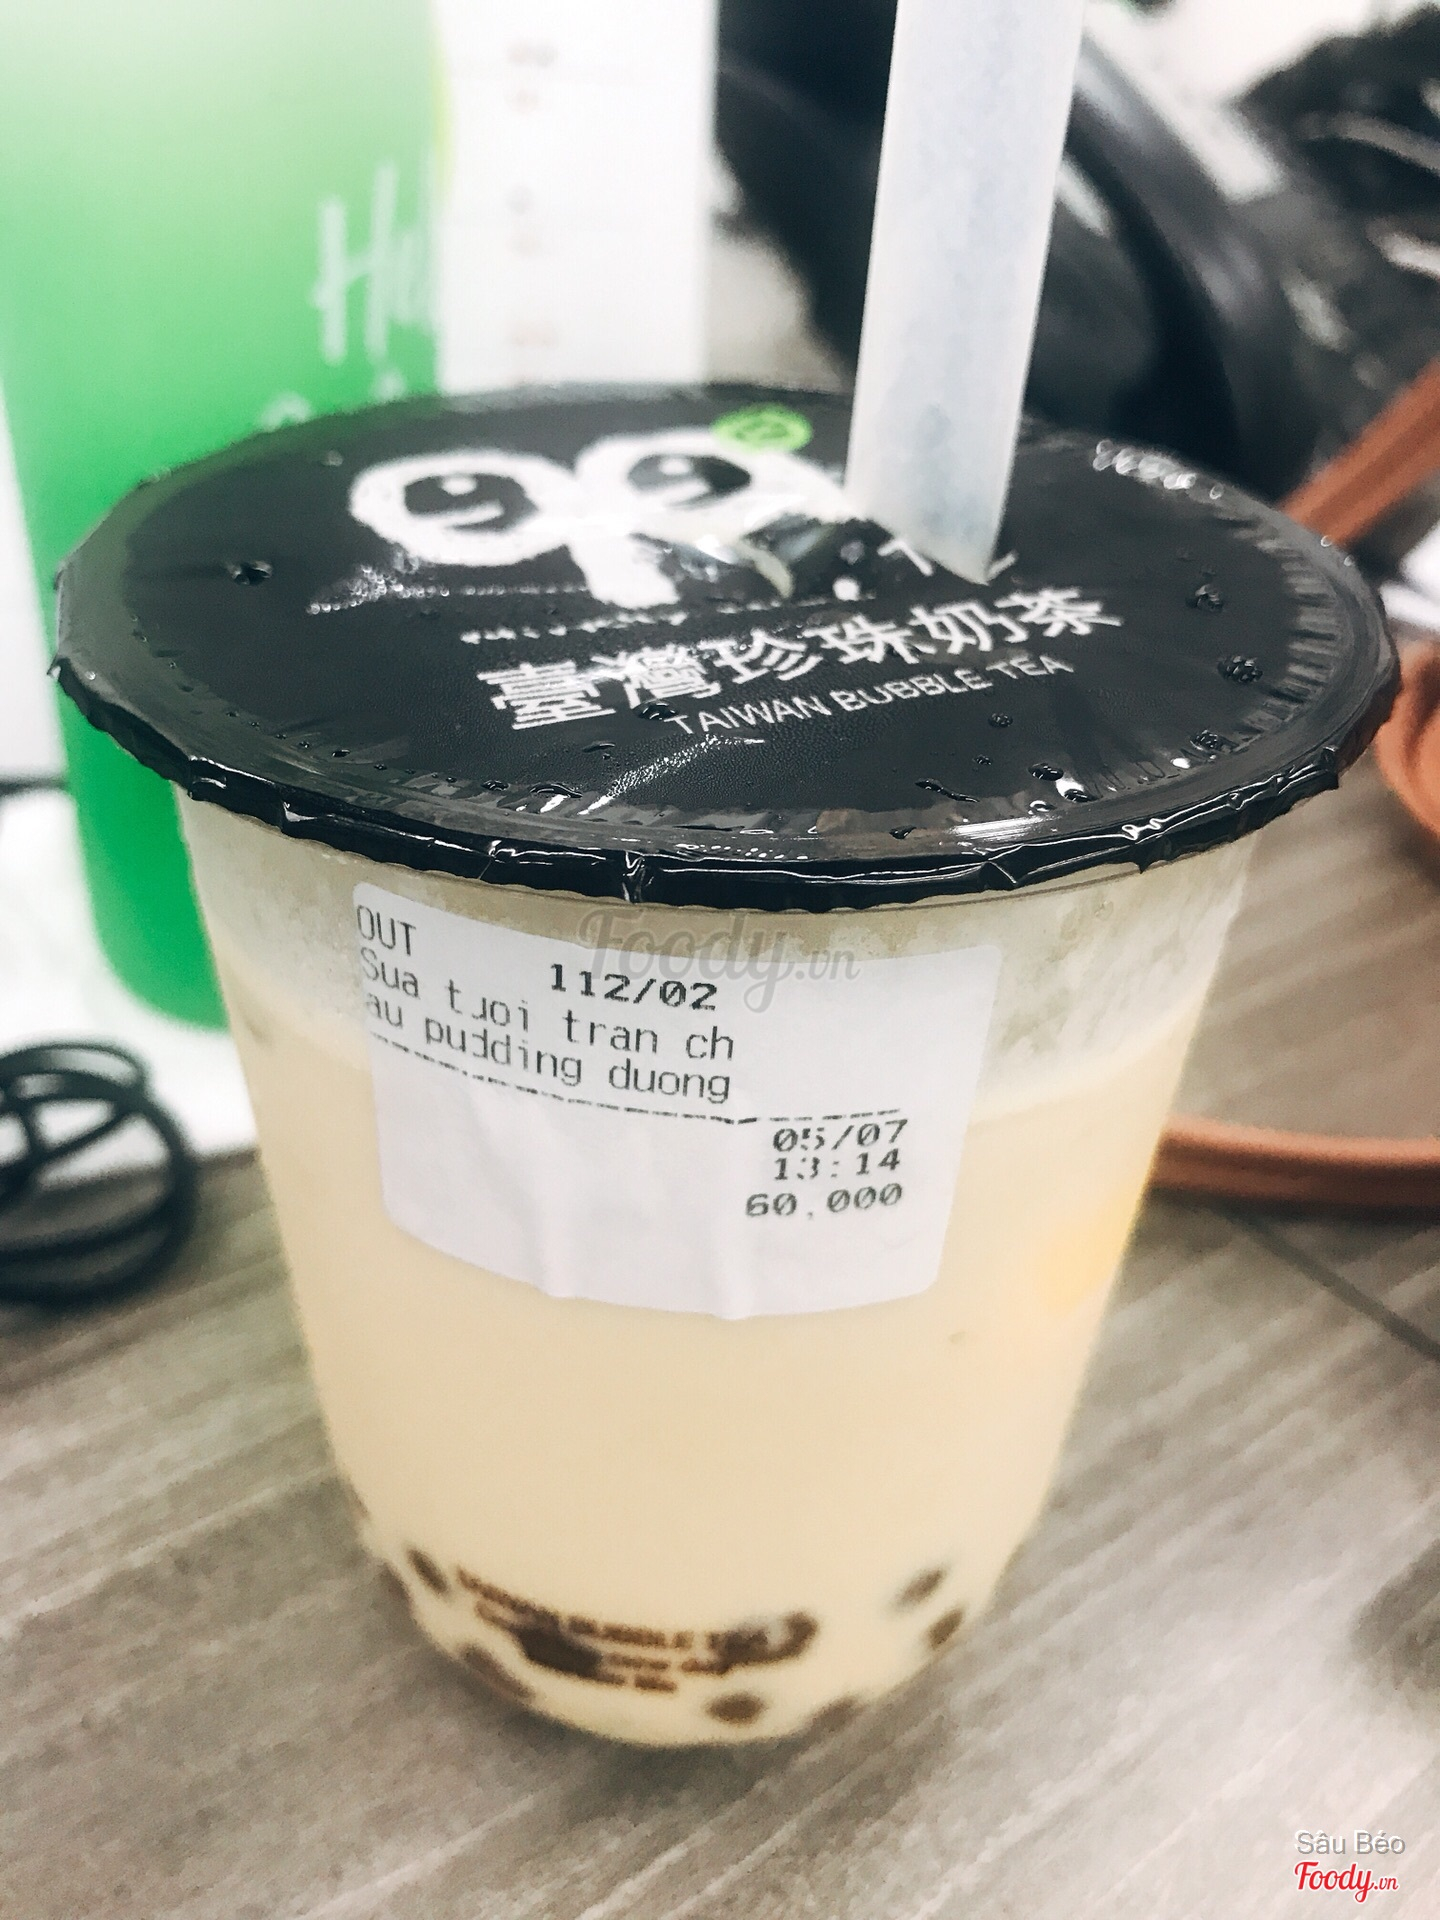 臺灣珍珠奶茶
TAIWAN BUBBLE TEA
OUT
112/02
Sua tuoi tran ch
au pudding duong
05/07
13:14
60,000
Foody.vn
Sâu Béo
Foody.vn